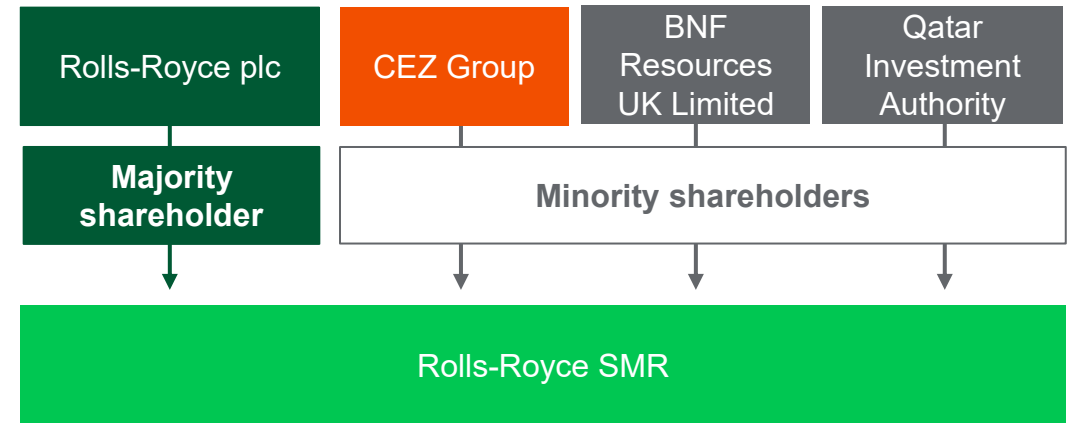 Rolls-Royce plc
CEZ Group
BNF
Resources
UK Limited
Qatar
Investment
Authority
Majority
shareholder
Minority shareholders
Rolls-Royce SMR